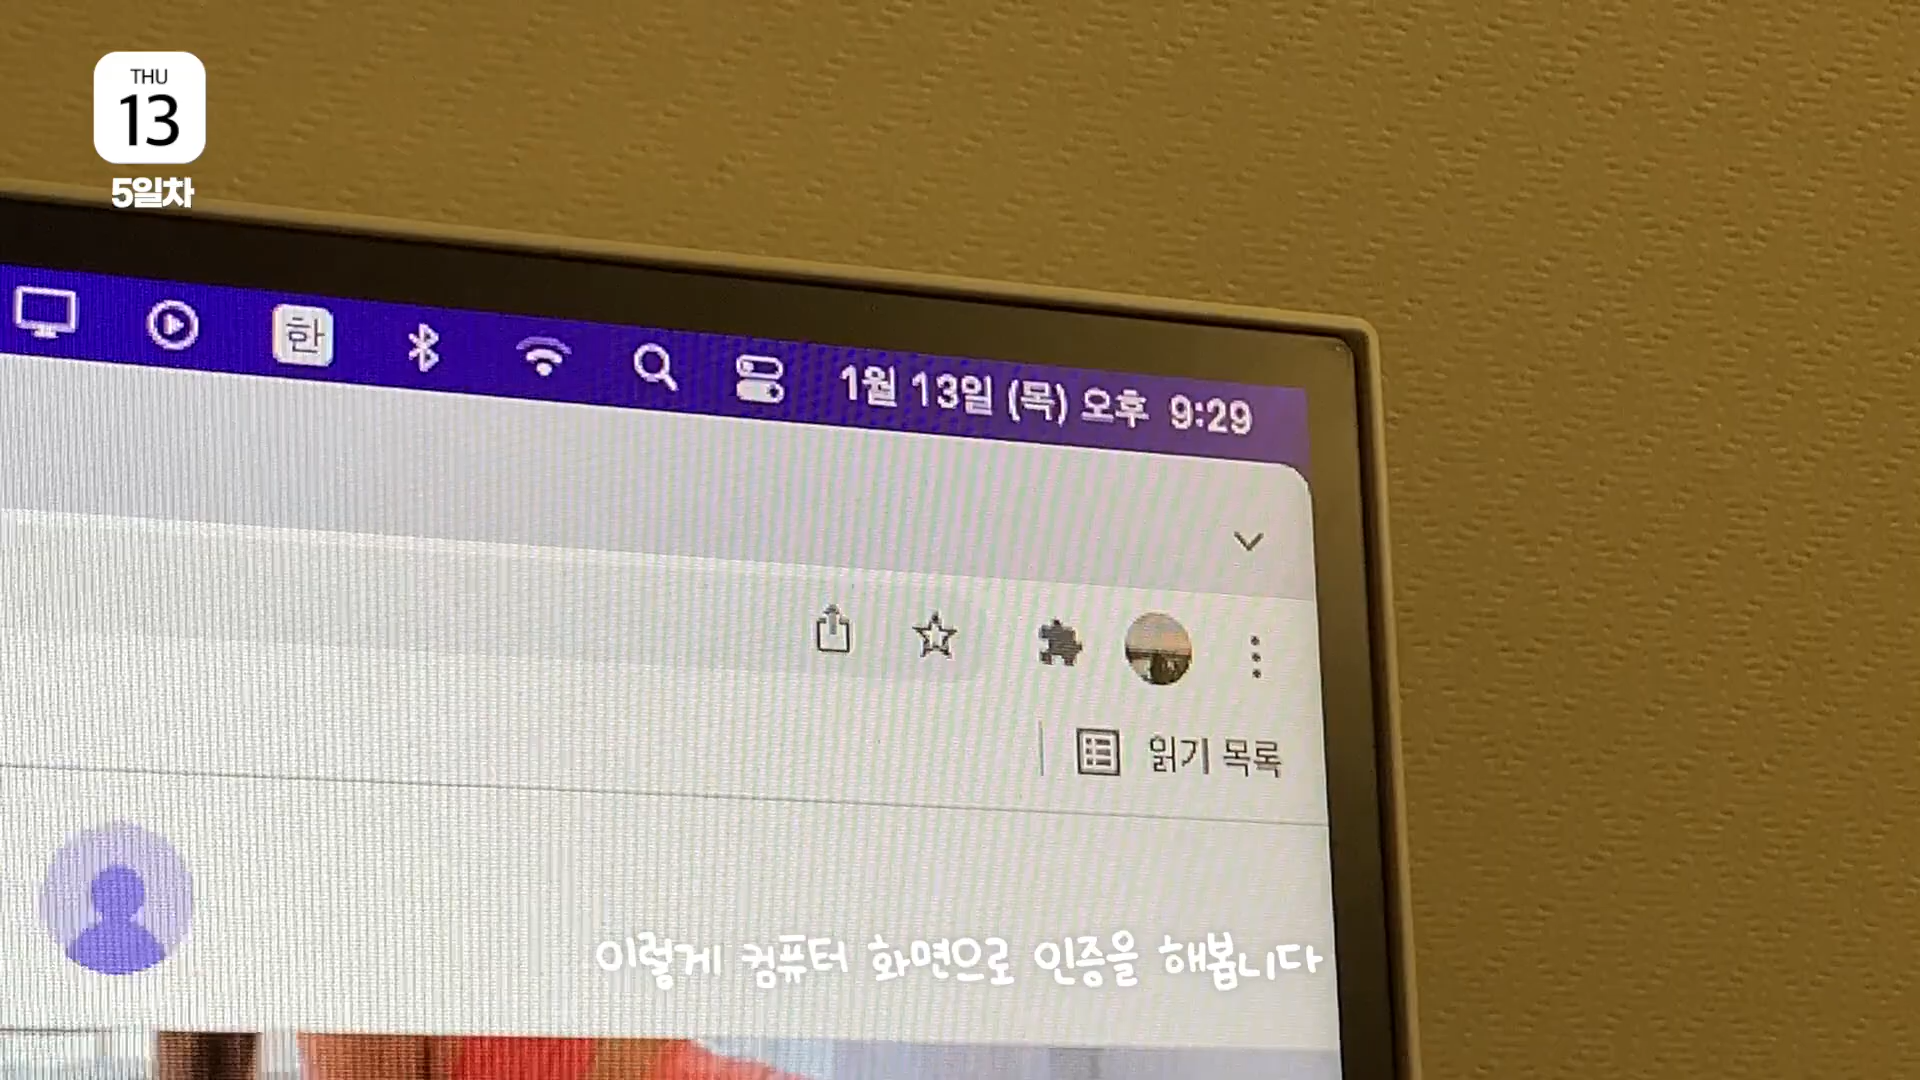 THU
13
5일차
한
1월 13일 (목) 오후 9:29
읽기 목록
이렇게 컴퓨터 화면으로 인증을 해봅니다